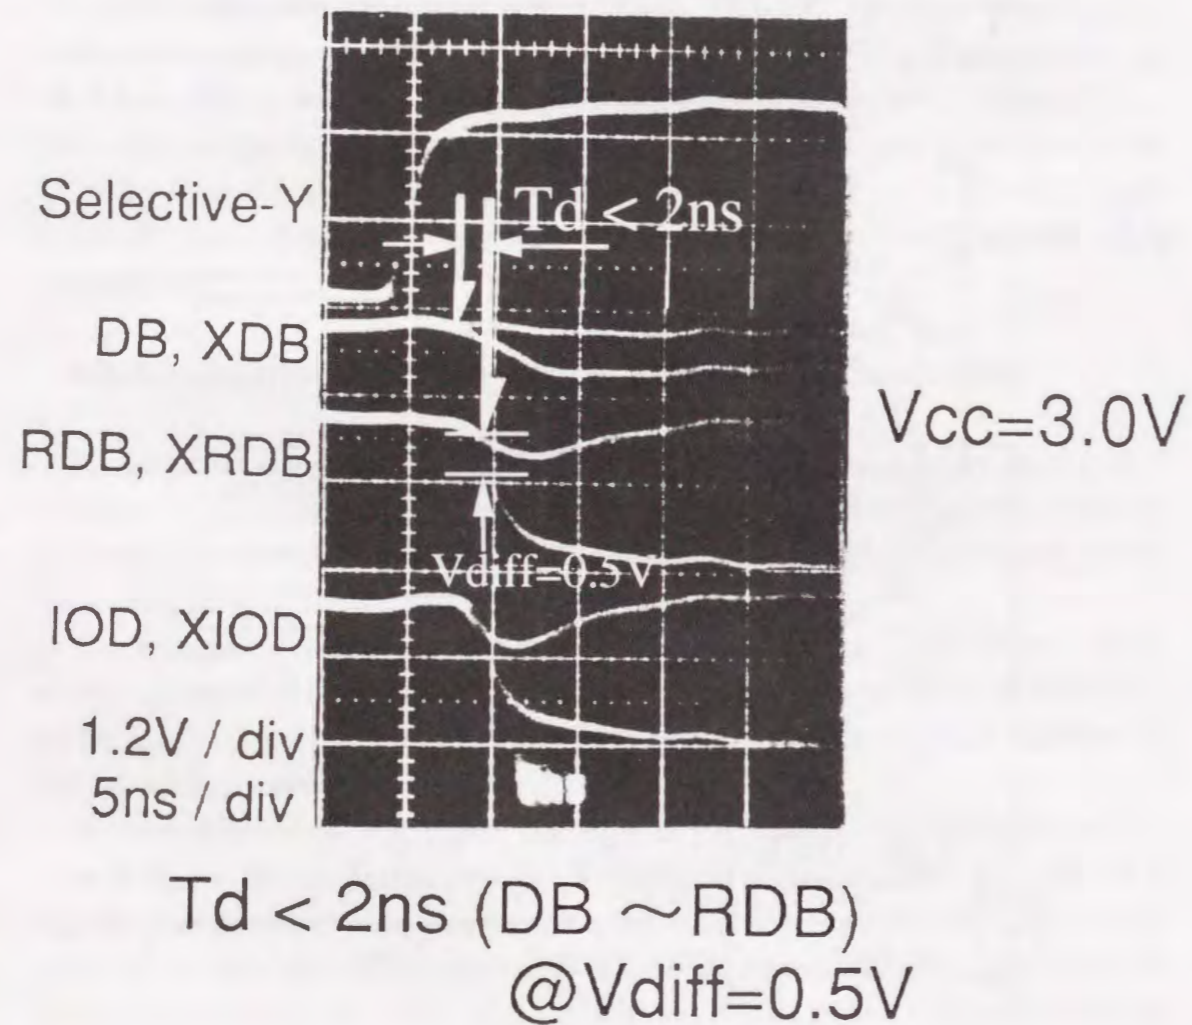 Selective-Y
Td < 2ns
DB, XDB
Vcc=3.0V
RDB, XRDB
Vdiff=0.5V
IOD, XIOD
1.2V / div
5ns / div
Td < 2ns (DB ～RDB)
@Vdiff=0.5V